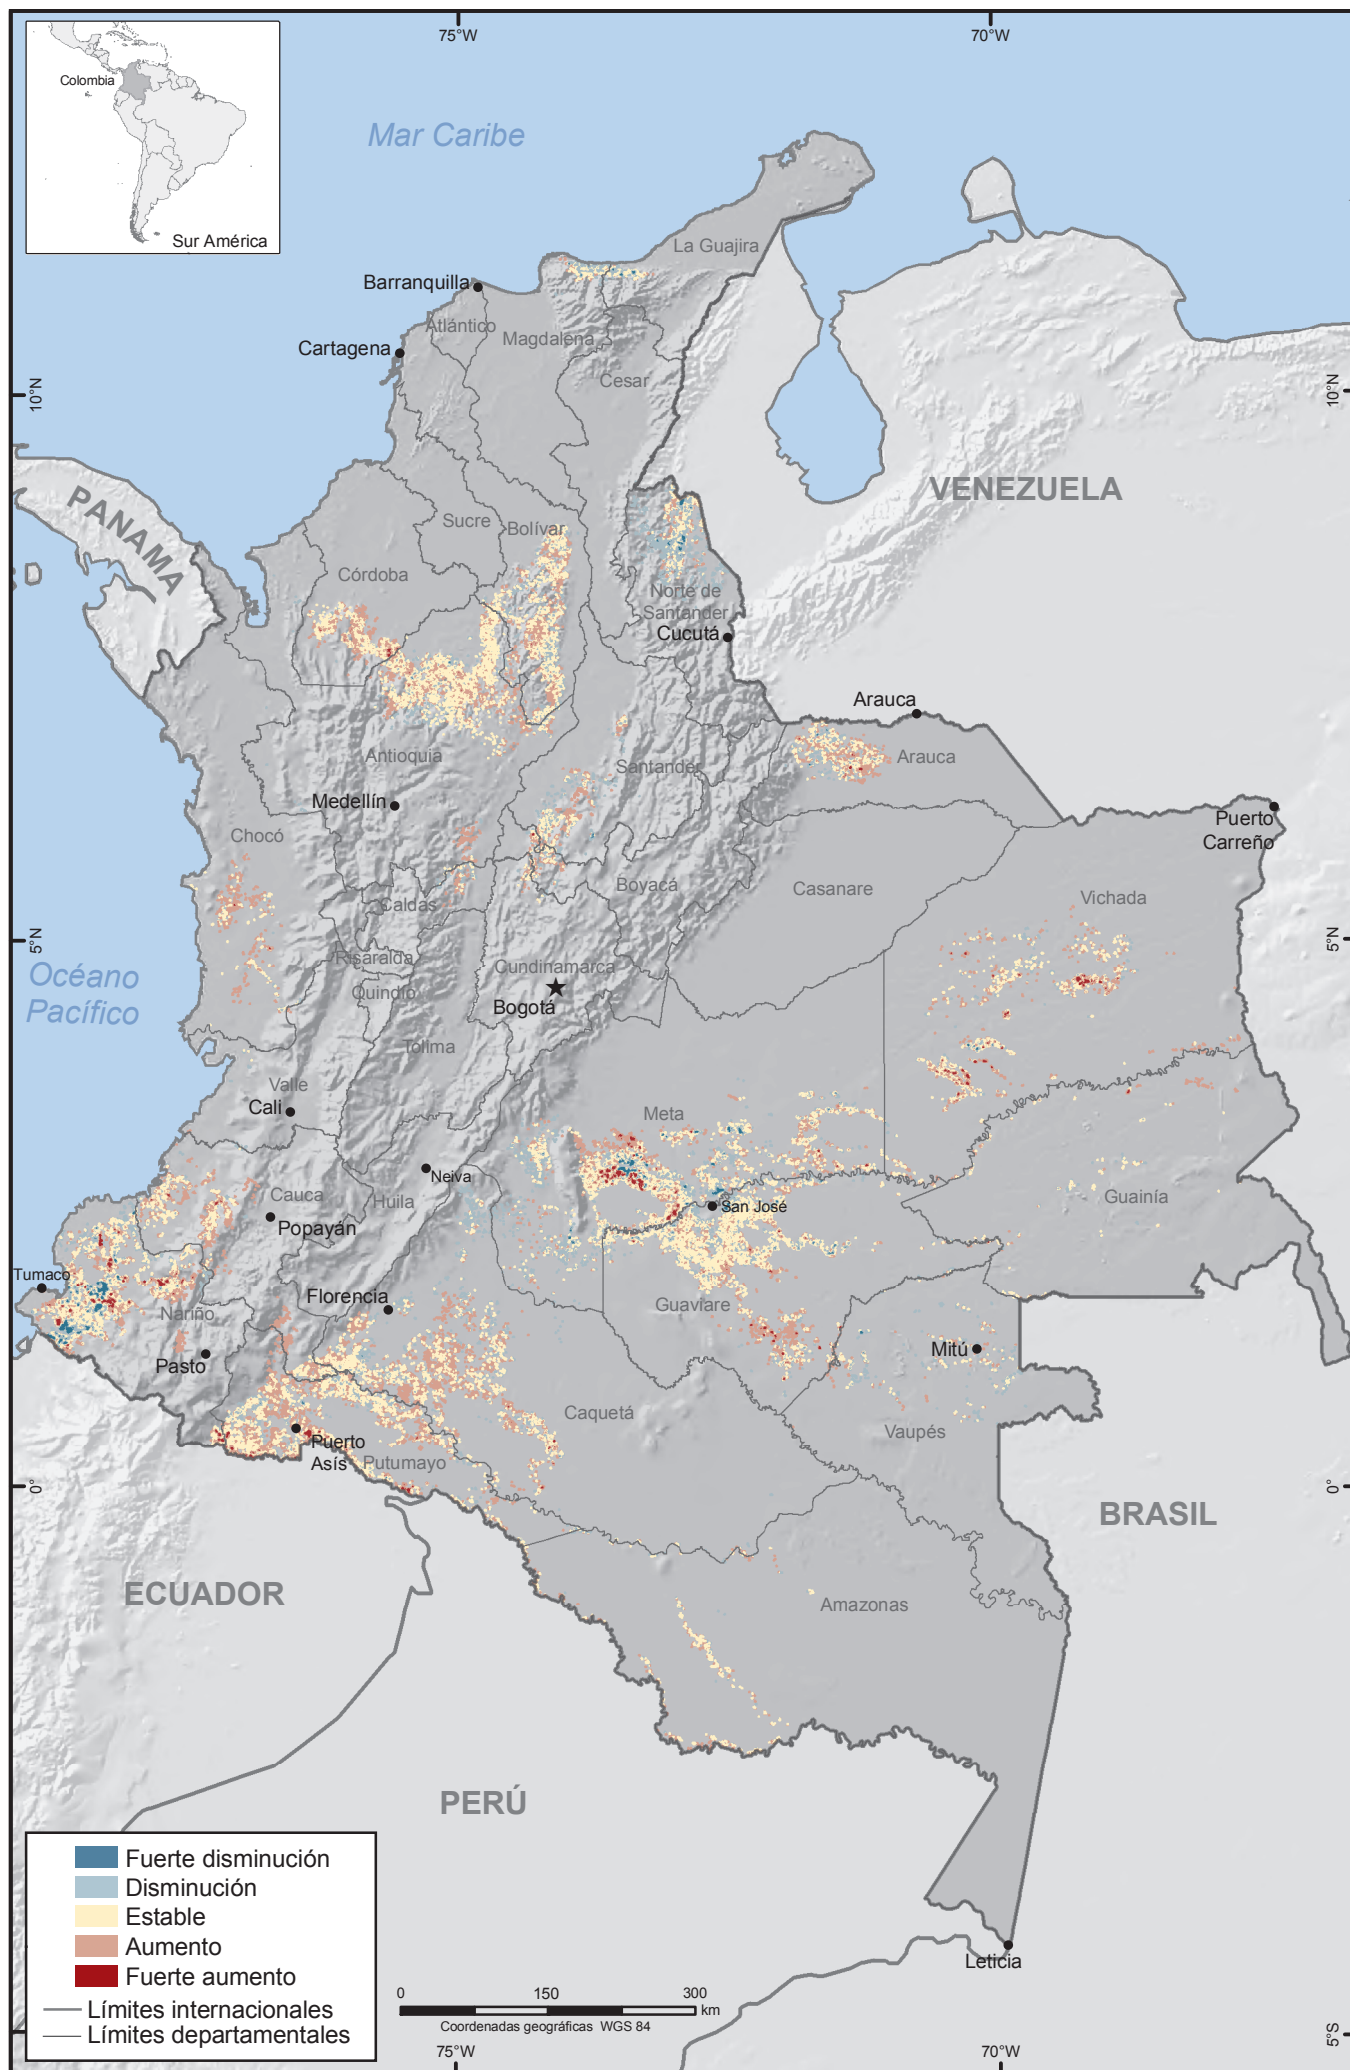 75°W
70°W
Colombia
Sur América
Mar Caribe
La Guajira
Barranquilla
Atlántico
Magdalena
Cartagena
Cesar
10°N
10°N
VENEZUELA
PANAMA
Sucre
Bolívar
Córdoba
Norte de
Santander
Cucutá
Arauca
Antioquia
Santander
Arauca
Medellín
Chocó
Puerto
Carreño
Boyacá
Casanare
Caldas
Vichada
5°N
5°N
Risaralda
Cundinamarca
Océano
Pacífico
Quindío
Bogotá
Tolima
Valle
Cali
Meta
Neiva
Cauca
Huila
Guainía
Popayán
San José
Tumaco
Florencia
Nariño
Guaviare
Pasto
Mitú
Caquetá
Vaupés
Puerto
Asís
Putumayo
0°
0°
BRASIL
ECUADOR
Amazonas
PERÚ
Fuerte disminución
Disminución
Estable
Aumento
Fuerte aumento
Límites internacionales
Límites departamentales
Leticia
0
150
300
km
Coordenadas geográficas WGS 84
5°S
75°W
70°W